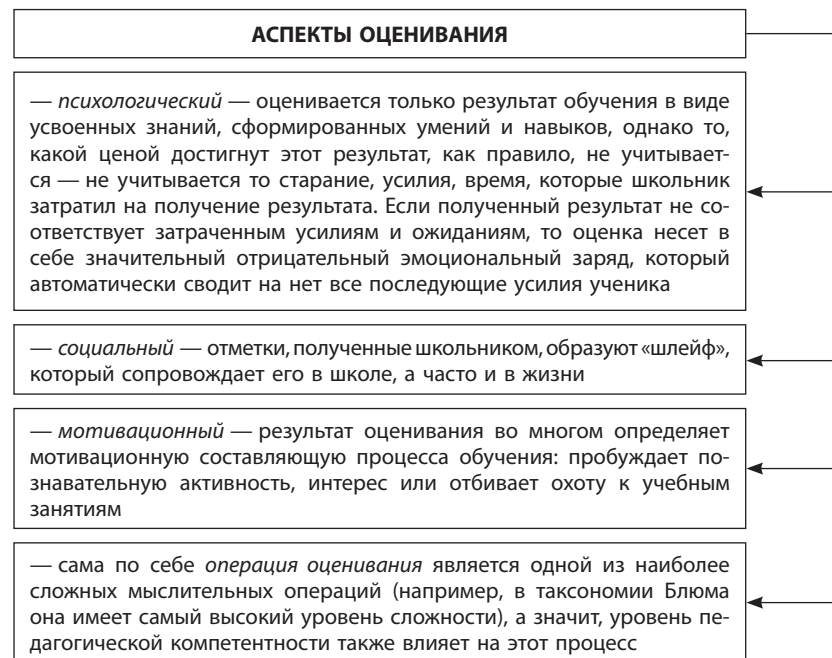 АСПЕКТЫ ОЦЕНИВАНИЯ
— психологический — оценивается только результат обучения в виде
усвоенных знаний, сформированных умений и навыков, однако то,
какой ценой достигнут этот результат, как правило, не учитывает-
ся — не учитывается то старание, усилия, время, которые школьник
затратил на получение результата. Если полученный результат не со-
ответствует затраченным усилиям и ожиданиям, то оценка несет в
себе значительный отрицательный эмоциональный заряд, который
автоматически сводит на нет все последующие усилия ученика
— социальный — отметки, полученные школьником, образуют «шлейф»,
который сопровождает его в школе, а часто и в жизни
— мотивационный — результат оценивания во многом определяет
мотивационную составляющую процесса обучения: пробуждает по-
знавательную активность, интерес или отбивает охоту к учебным
занятиям
— сама по себе операция оценивания является одной из наиболее
сложных мыслительных операций (например, в таксономии Блюма
она имеет самый высокий уровень сложности), а значит, уровень пе-
дагогической компетентности также влияет на этот процесс